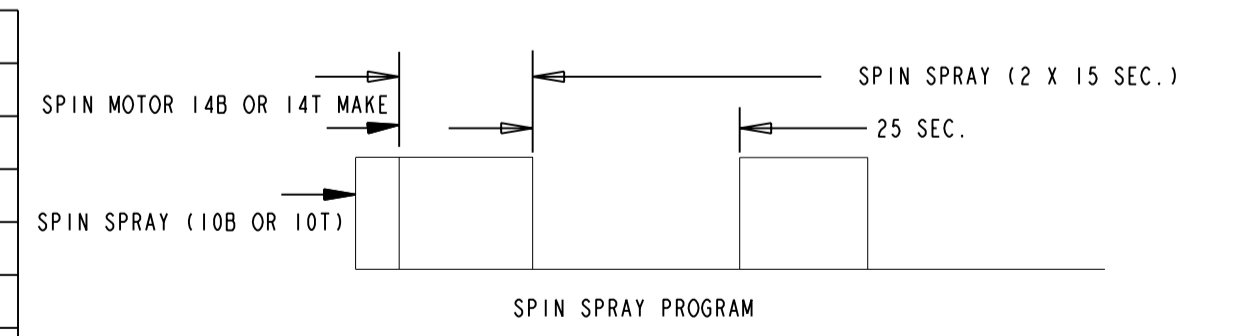 SPIN SPRAY (2 X 15 SEC.)
SPIN MOTOR 14B OR 14T MAKE
25 SEC.
SPIN SPRAY (10B OR 10T)
SPIN SPRAY PROGRAM